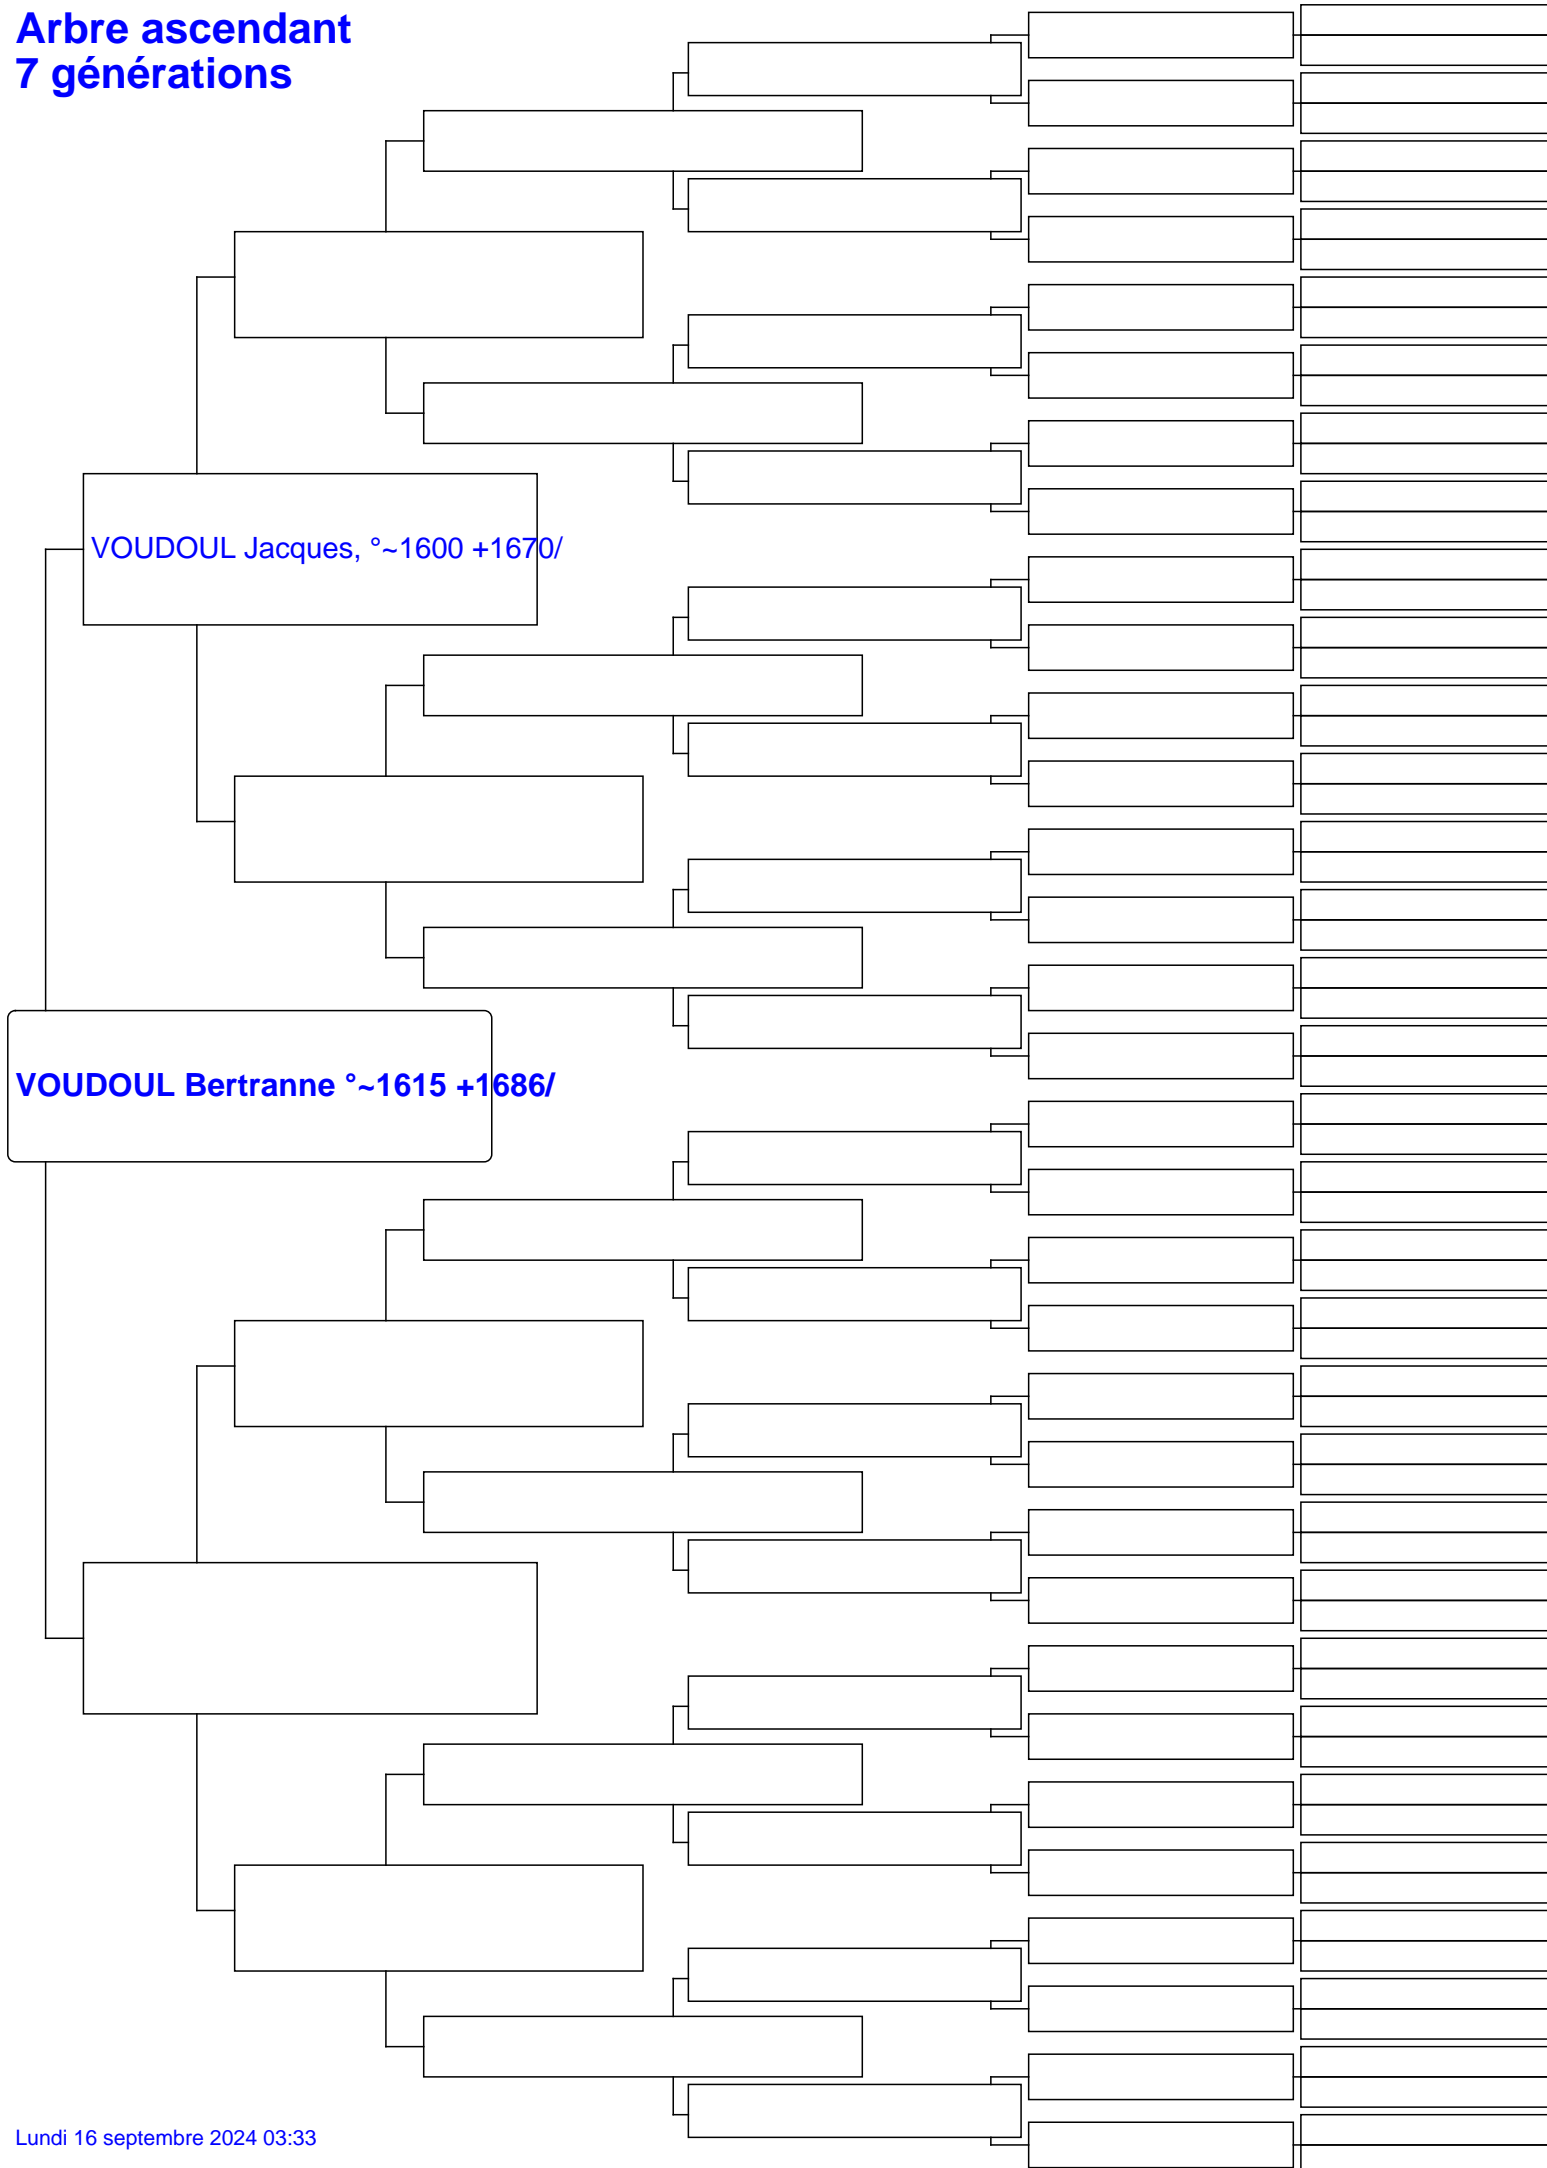 Arbre ascendant
7 générations
VOUDOUL Jacques, °~1600 +1670/
VOUDOUL Bertranne °~1615 +1686/
Lundi 16 septembre 2024 03:33